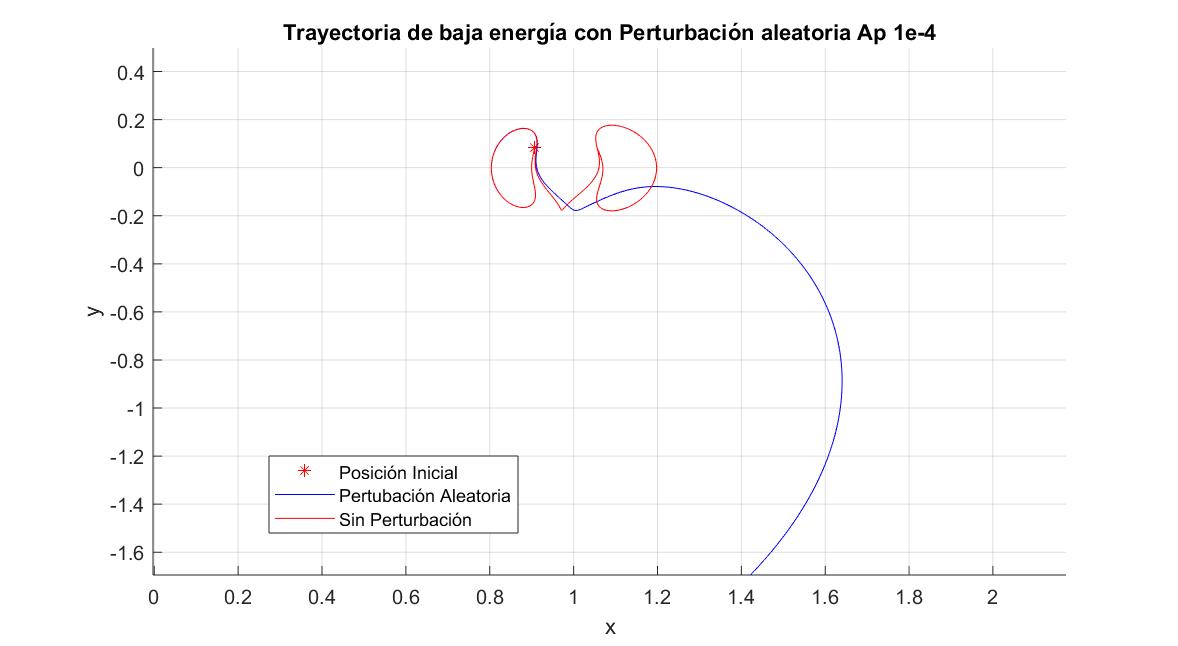 Trayectoria de baja energía con Perturbación aleatoria Ap 1e-4
0.4
0.2
0
-0.2
-0.4
-0.6
-0.8
-1
-1.2
-1.4
-1.6
y
Posición Inicial
Pertubación Aleatoria
Sin Perturbación
0 0.2 0.4 0.6 0.8 1 1.2 1.4 1.6 1.8 2
x